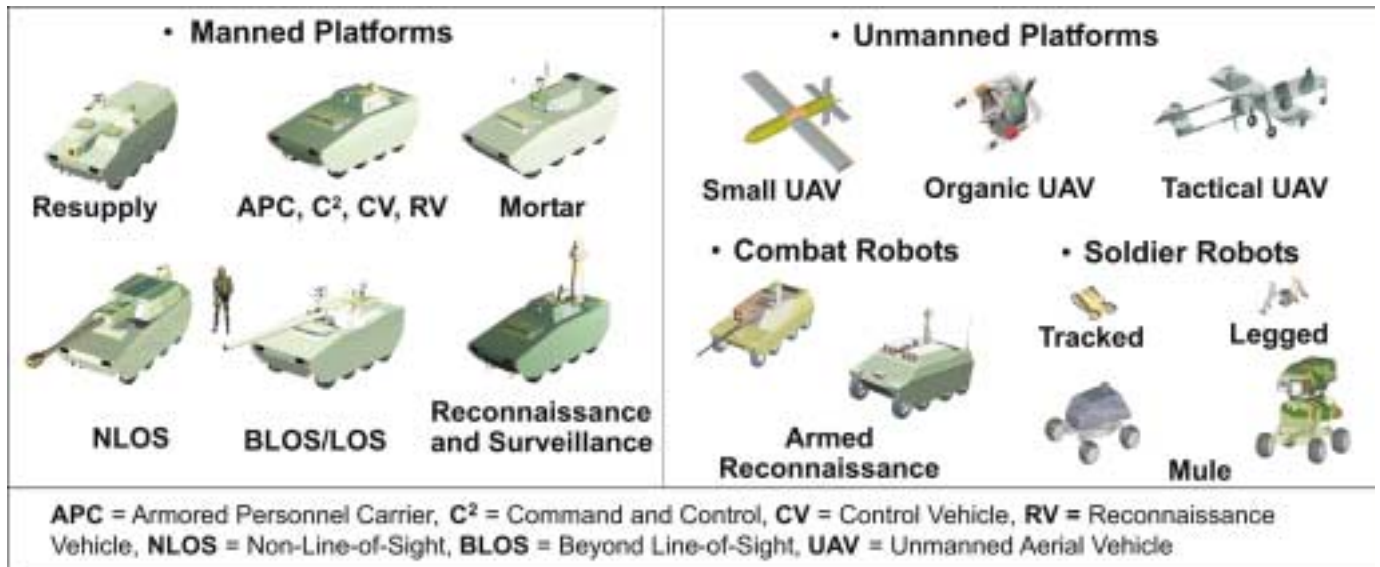 • Manned Platforms
Resupply
APC, C², CV, RV
Mortar
NLOS
BLOS/LOS
Reconnaissance
and Surveillance
• Unmanned Platforms
Small UAV
Organic UAV
Tactical UAV
• Combat Robots
Armed
Reconnaissance
• Soldier Robots
Tracked
Legged
Mule
APC = Armored Personnel Carrier, C² = Command and Control, CV = Control Vehicle, RV = Reconnaissance
Vehicle, NLOS = Non-Line-of-Sight, BLOS = Beyond Line-of-Sight, UAV = Unmanned Aerial Vehicle